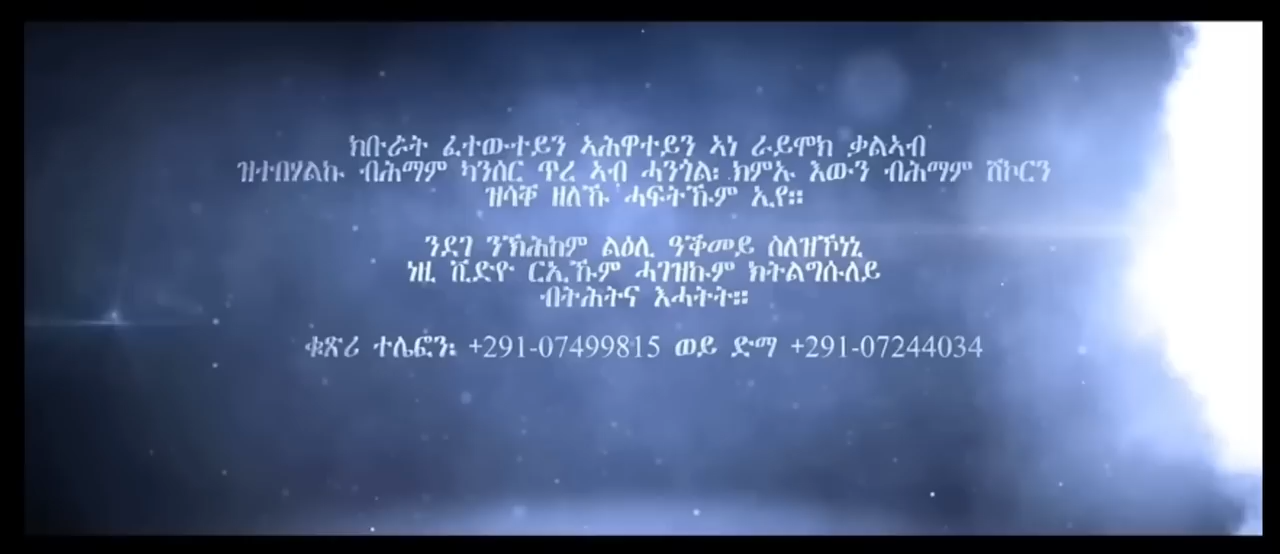 ክቡራት ፈተውተይን ኣሕዋተይን ኣነ ራይሞክ ቃልኣብ
ዝተበሃልኩ ብሕማም ካንሰር ጥረ ኣብ ሓንጎል፡ ክምኡ እውን ብሕማም ሽኮርን
ዝሳቐ ዘለኹ ሓፍትኹም ኢየ።
ንደገ ንኽሕከም ልዕሊ ዓቕመይ ስለዝኾነኒ
ነዚ ቪድዮ ርኢኹም ሓገዝኩም ክትልግሱለይ
ብትሕትና እሓትት።
ቁጽሪ ተሌፎን፡ +291-07499815 ወይ ድማ +291-07244034